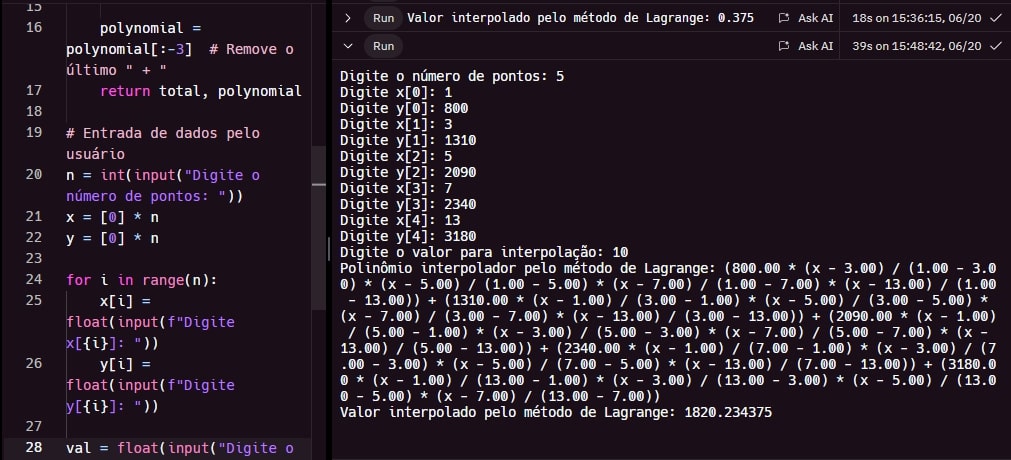 15
16 polynomial =
polynomial[:-3]  # Remove o
último " + "
17 return total, polynomial
18
19 # Entrada de dados pelo
usuário
20 n = int(input("Digite o
número de pontos: "))
21 x = [0] * n
22 y = [0] * n
23
24 for i in range(n):
25 x[i] =
float(input(f"Digite
x[{i}]: "))
26 y[i] =
float(input(f"Digite
y[{i}]: "))
27
28 val = float(input("Digite o
Run Valor interpolado pelo método de Lagrange: 0.375 Ask AI 18s on 15:36:15, 06/20
Run Ask AI 39s on 15:48:42, 06/20
Digite o número de pontos: 5
Digite x[0]: 1
Digite y[0]: 800
Digite x[1]: 3
Digite y[1]: 1310
Digite x[2]: 5
Digite y[2]: 2090
Digite x[3]: 7
Digite y[3]: 2340
Digite x[4]: 13
Digite y[4]: 3180
Digite o valor para interpolação: 10
Polinômio interpolador pelo método de Lagrange: (800.00 * (x - 3.00) / (1.00 - 3.0
0) * (x - 5.00) / (1.00 - 5.00) * (x - 7.00) / (1.00 - 7.00) * (x - 13.00) / (1.00
- 13.00)) + (1310.00 * (x - 1.00) / (3.00 - 1.00) * (x - 5.00) / (3.00 - 5.00) *
(x - 7.00) / (3.00 - 7.00) * (x - 13.00) / (3.00 - 13.00)) + (2090.00 * (x - 1.00)
/ (5.00 - 1.00) * (x - 3.00) / (5.00 - 3.00) * (x - 7.00) / (5.00 - 7.00) * (x -
13.00) / (5.00 - 13.00)) + (2340.00 * (x - 1.00) / (7.00 - 1.00) * (x - 3.00) / (7
.00 - 3.00) * (x - 5.00) / (7.00 - 5.00) * (x - 13.00) / (7.00 - 13.00)) + (3180.0
0 * (x - 1.00) / (13.00 - 1.00) * (x - 3.00) / (13.00 - 3.00) * (x - 5.00) / (13.0
0 - 5.00) * (x - 7.00) / (13.00 - 7.00))
Valor interpolado pelo método de Lagrange: 1820.234375